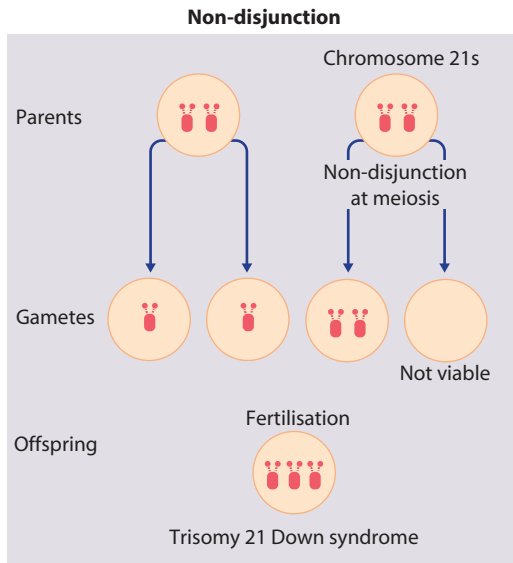 Non-disjunction
Chromosome 21s
Parents
Non-disjunction
at meiosis
Gametes
Not viable
Fertilisation
Offspring
Trisomy 21 Down syndrome